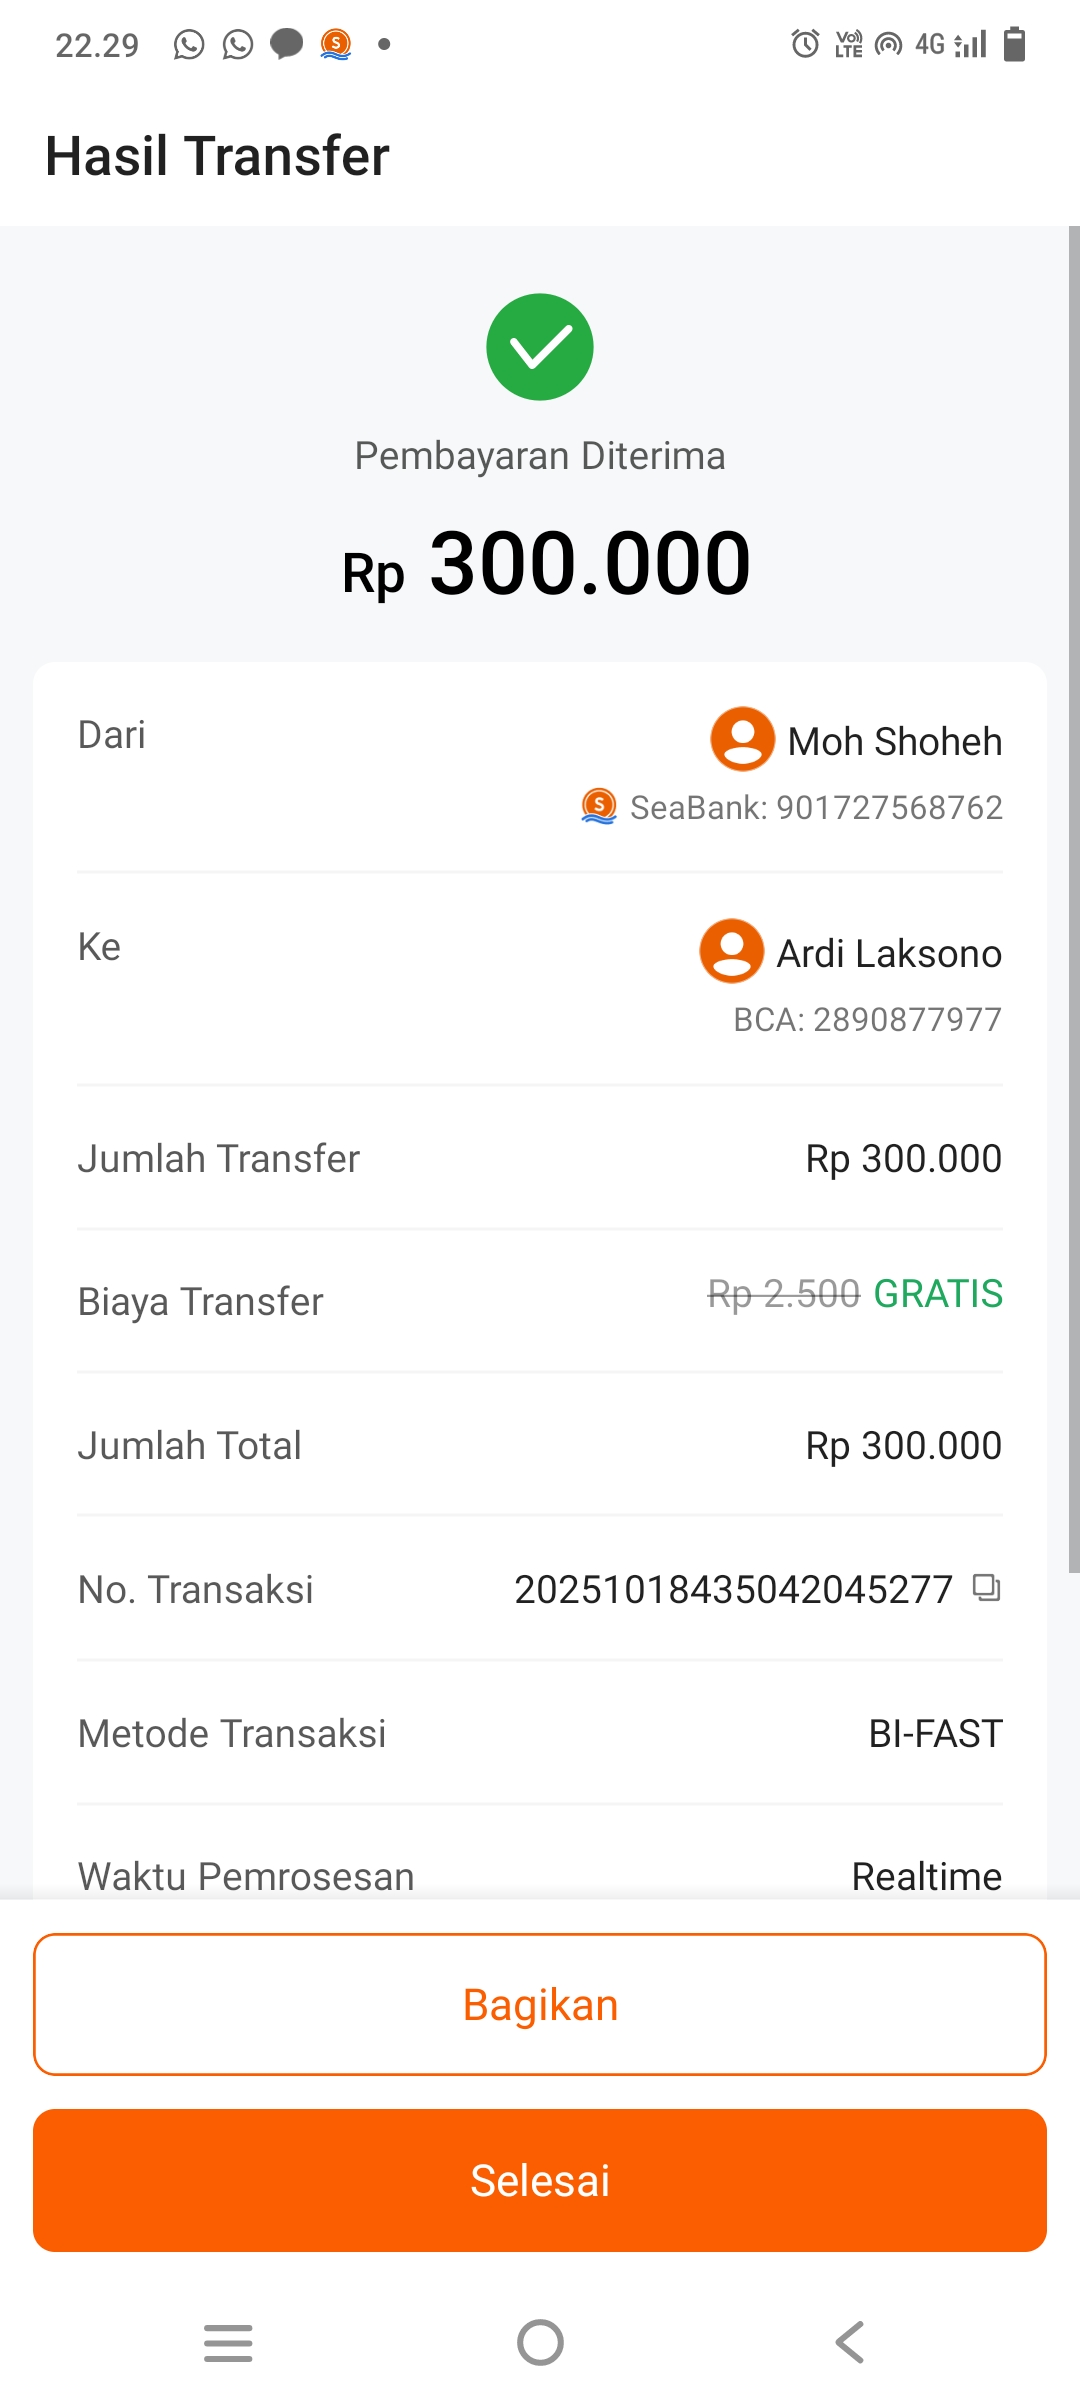 22.29
Vo) LTE 4G
Hasil Transfer
Pembayaran Diterima
Rp 300.000
Dari
Moh Shoheh
SeaBank: 901727568762
Ke
Ardi Laksono
BCA: 2890877977
Jumlah Transfer Rp 300.000
Biaya Transfer Rp 2.500 GRATIS
Jumlah Total Rp 300.000
No. Transaksi 20251018435042045277
Metode Transaksi BI-FAST
Waktu Pemrosesan Realtime
Bagikan
Selesai